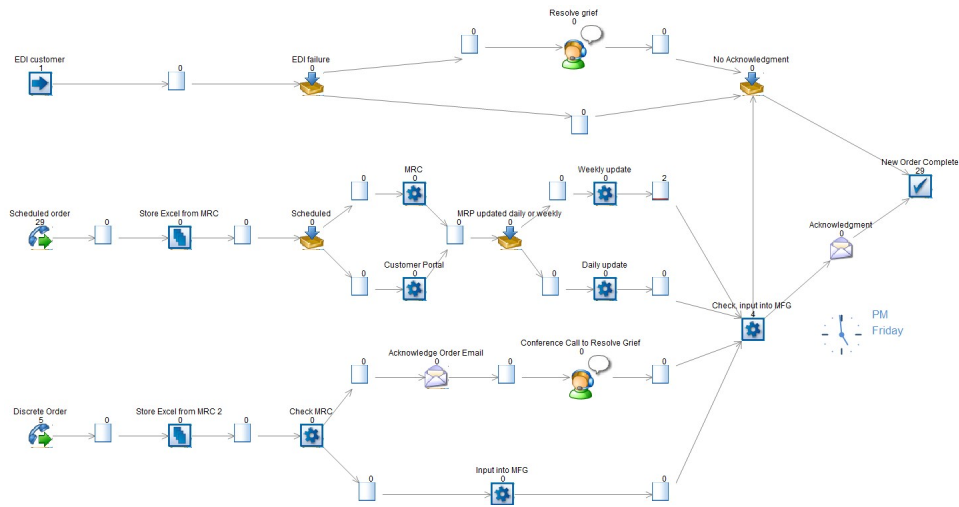 Resolve grief
0
0
0
EDI customer
1
0
EDI failure
0
No Acknowledgment
0
0
MRC
0
0
Weekly update
0
0
2
New Order Complete
29
Scheduled order
29
0
Store Excel from MRC
0
0
Scheduled
0
0
MRP updated daily or weekly
0
Acknowledgment
0
Customer Portal
0
0
Daily update
0
0
0
Check, input into MFG
4
PM
Friday
Acknowledge Order Email
0
0
0
Conference Call to Resolve Grief
0
0
Discrete Order
5
0
Store Excel from MRC 2
0
0
Check MRC
0
Input into MFG
0
0
0